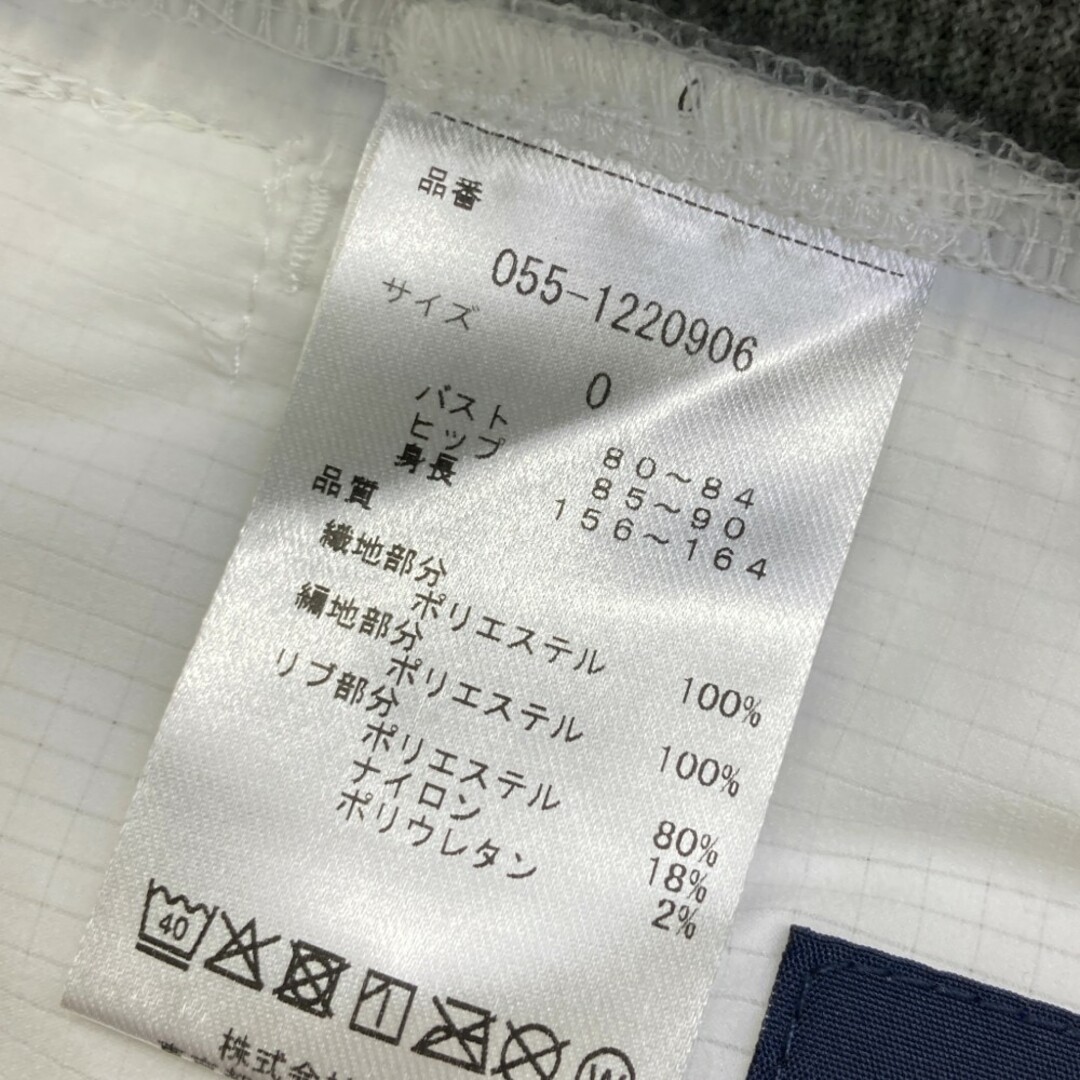 品番
055-1220906
サイズ
0
バスト 80～84
ヒップ 85～90
身長 156～164
品質
織地部分
ポリエステル 100%
編地部分
ポリエステル 100%
リブ部分
ポリエステル 80%
ナイロン 18%
ポリウレタン 2%
40
W
株式会